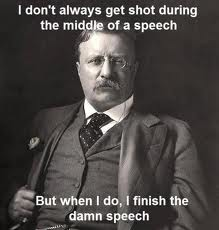 I don't always get shot during
the middle of a speech
But when I do, I finish the
damn speech